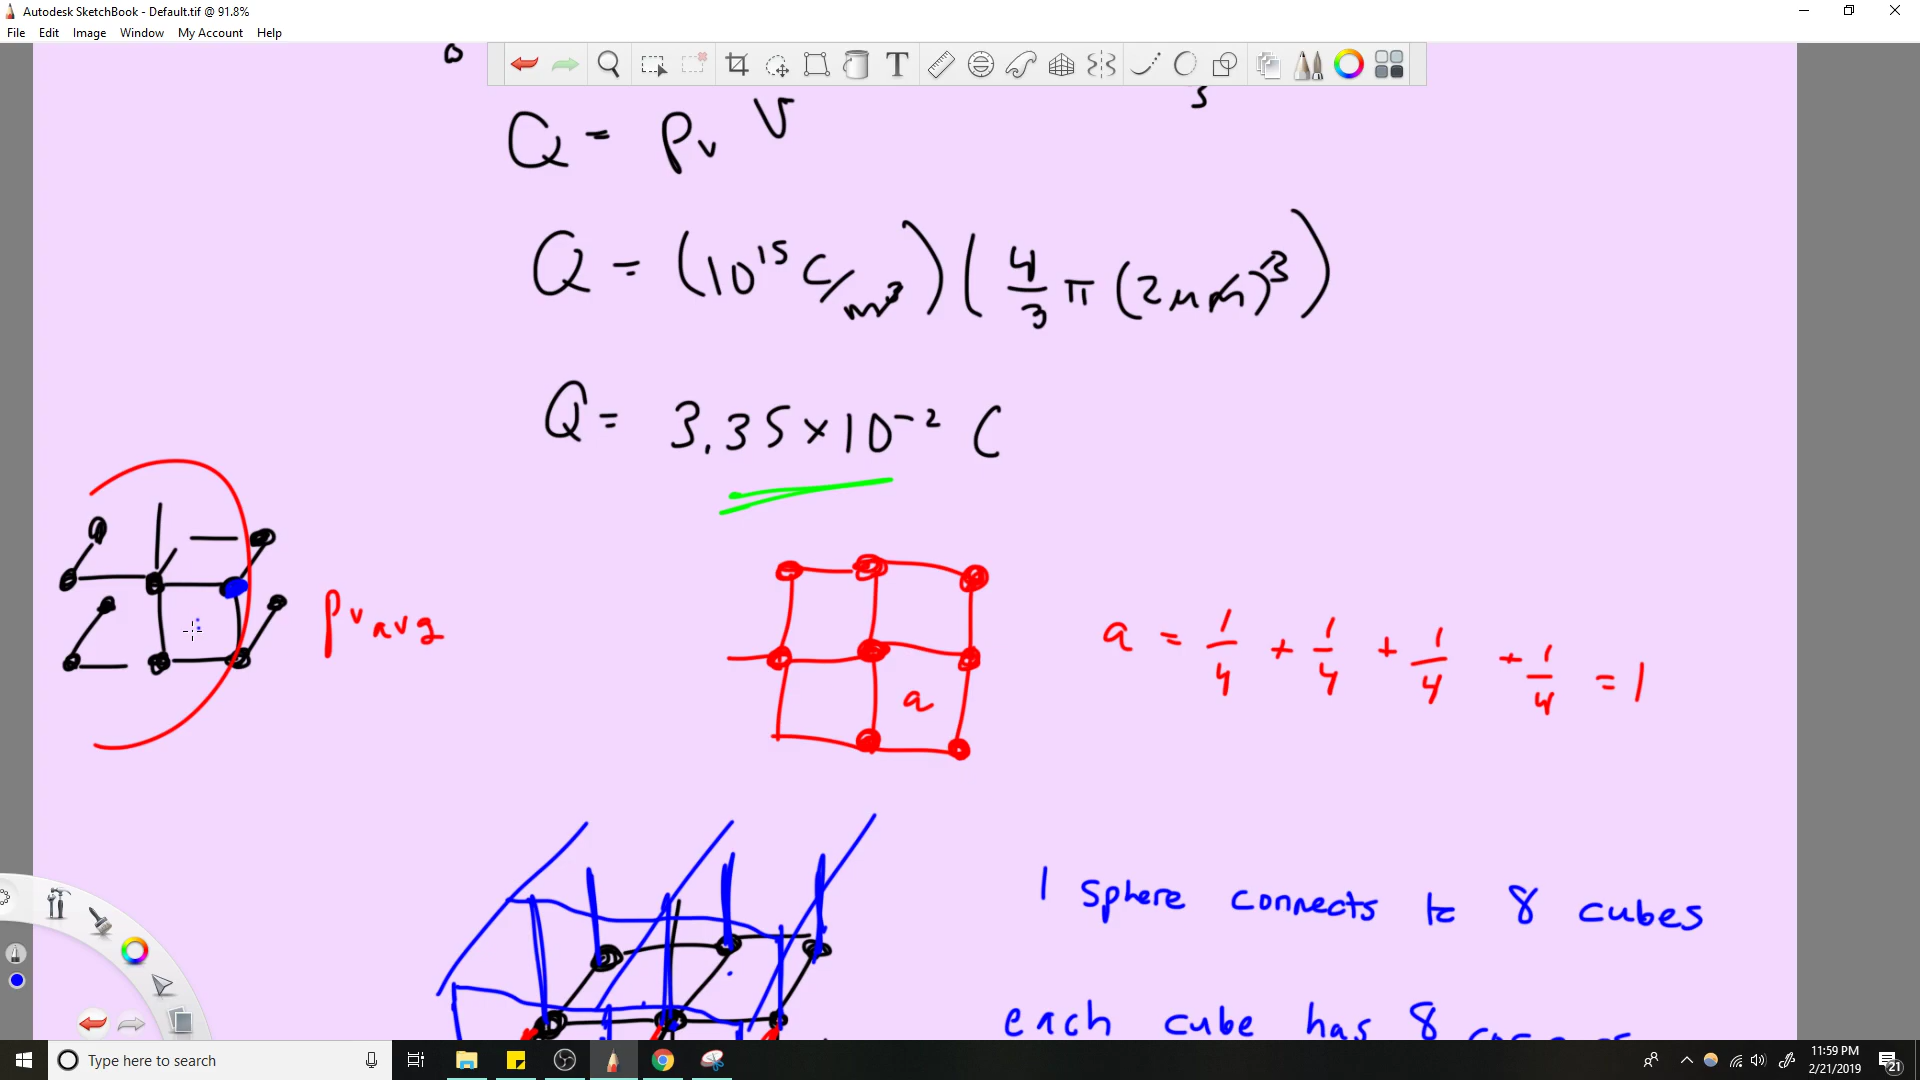 Autodesk SketchBook - Default.tif @ 91.8%
File Edit Image Window My Account Help
Q = ρv V
Q = (10^15 C/m^3) (4/3 π (2μm)^3)
Q = 3.35×10^-2 C
ρv avg
a
a = 1/4 + 1/4 + 1/4 + 1/4 = 1
1 sphere connects to 8 cubes
each cube has 8
Type here to search
11:59 PM
2/21/2019
21